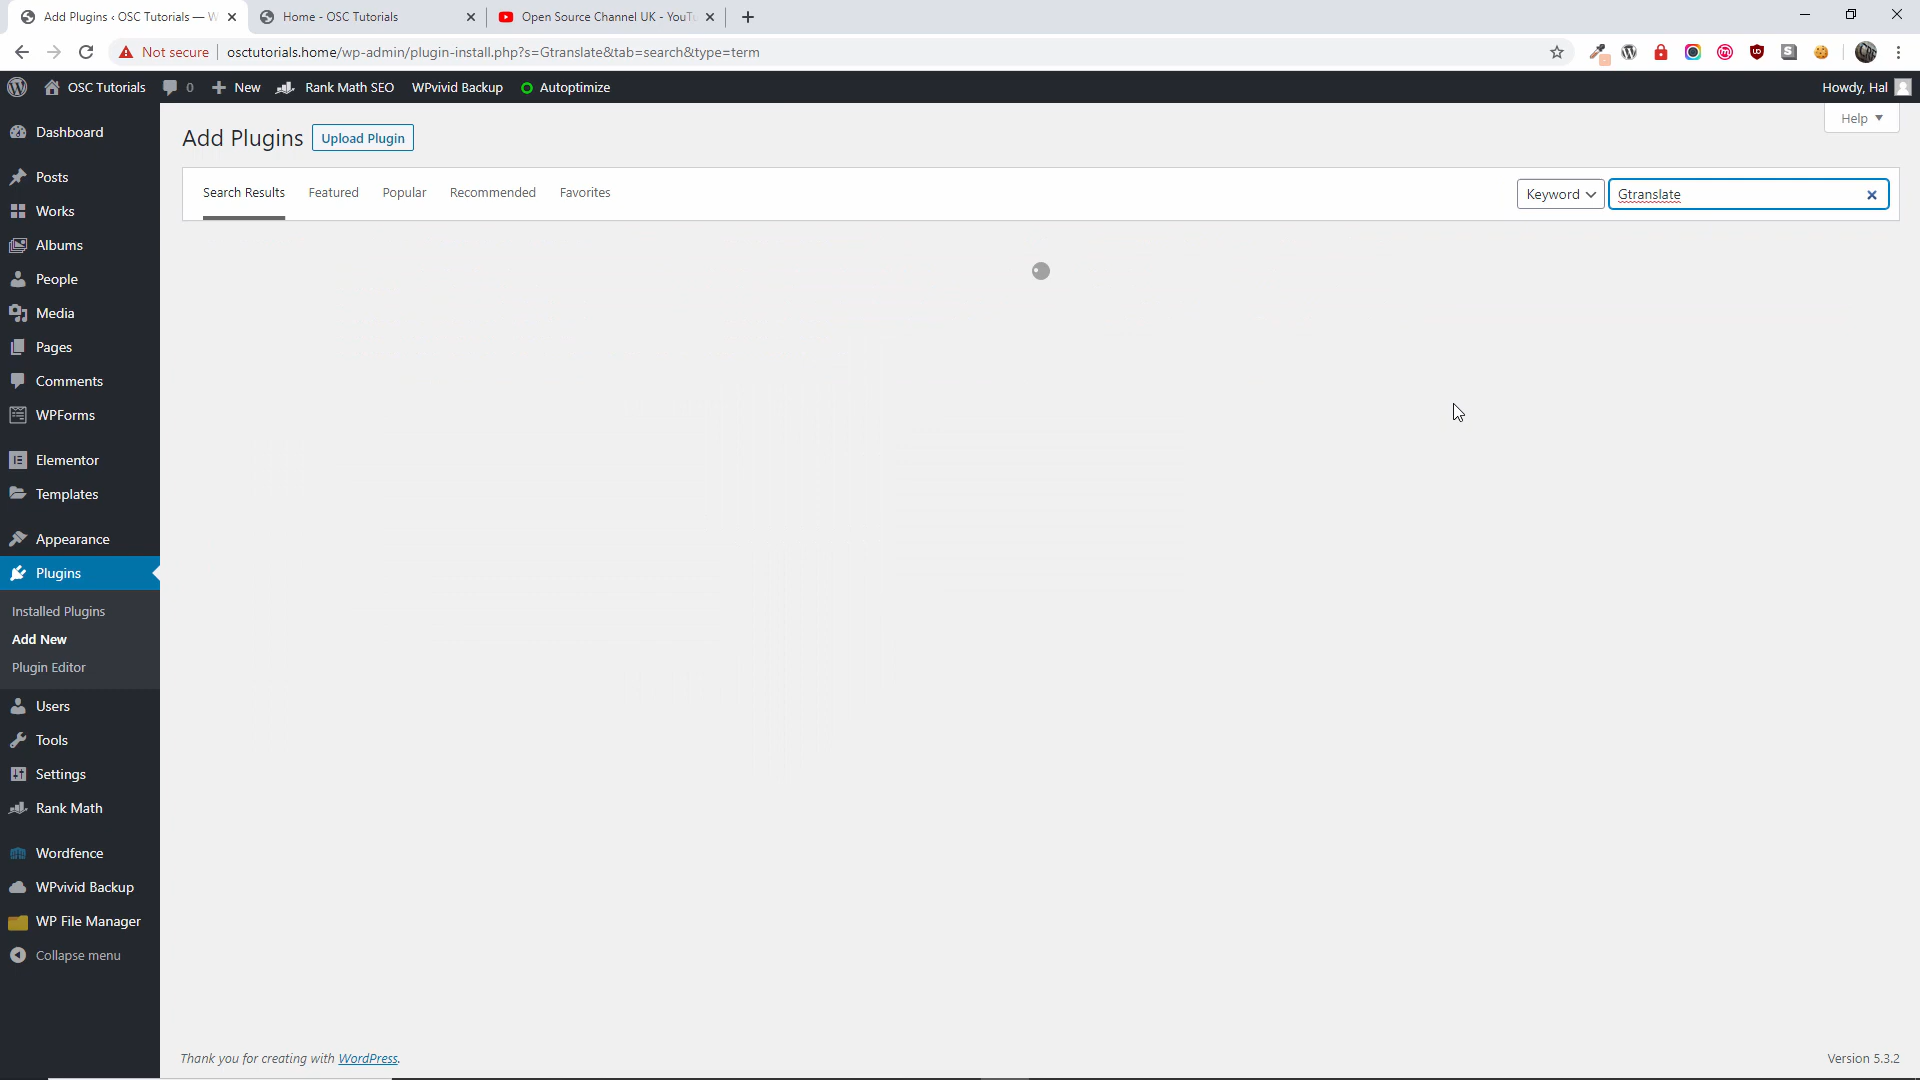 Add Plugins ‹ OSC Tutorials — W
Home - OSC Tutorials
Open Source Channel UK - YouTu
Not secure
osctutorials.home/wp-admin/plugin-install.php?s=Gtranslate&tab=search&type=term
OSC Tutorials
0
New
Rank Math SEO
WPvivid Backup
Autoptimize
Howdy, Hal
Dashboard
Posts
Works
Albums
People
Media
Pages
Comments
WPForms
Elementor
Templates
Appearance
Plugins
Installed Plugins
Add New
Plugin Editor
Users
Tools
Settings
Rank Math
Wordfence
WPvivid Backup
WP File Manager
Collapse menu
Help
Add Plugins
Upload Plugin
Search Results
Featured
Popular
Recommended
Favorites
Keyword
Gtranslate
Thank you for creating with WordPress.
Version 5.3.2